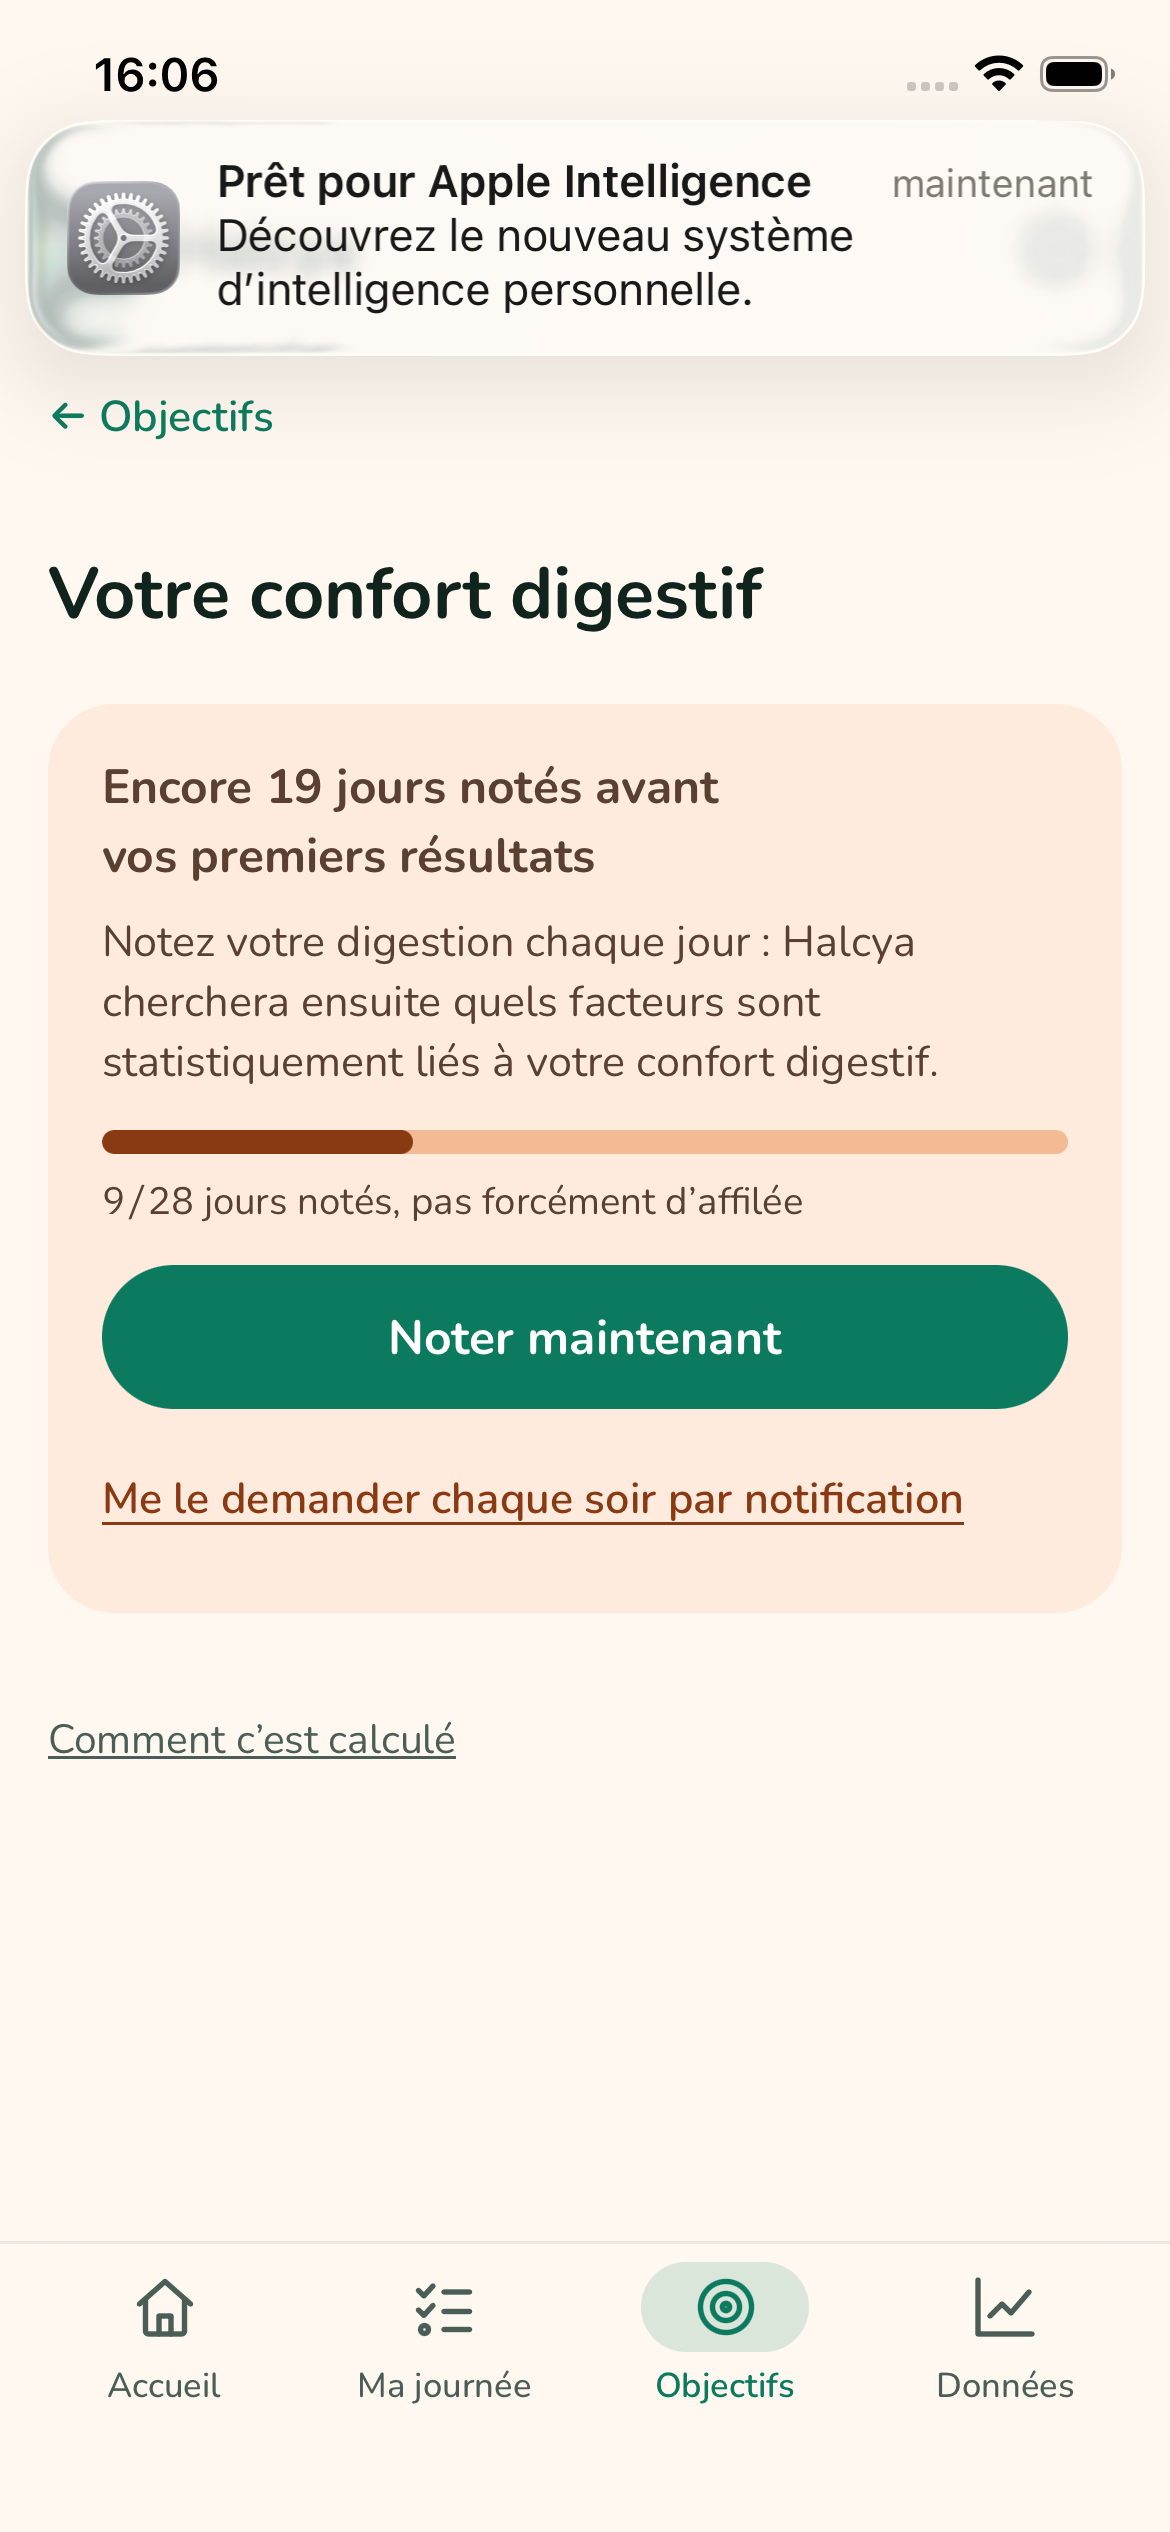 16:06
Prêt pour Apple Intelligence
maintenant
Découvrez le nouveau système
d’intelligence personnelle.
← Objectifs
Votre confort digestif
Encore 19 jours notés avant
vos premiers résultats
Notez votre digestion chaque jour : Halcya
cherchera ensuite quels facteurs sont
statistiquement liés à votre confort digestif.
9/28 jours notés, pas forcément d’affilée
Noter maintenant
Me le demander chaque soir par notification
Comment c’est calculé
Accueil
Ma journée
Objectifs
Données